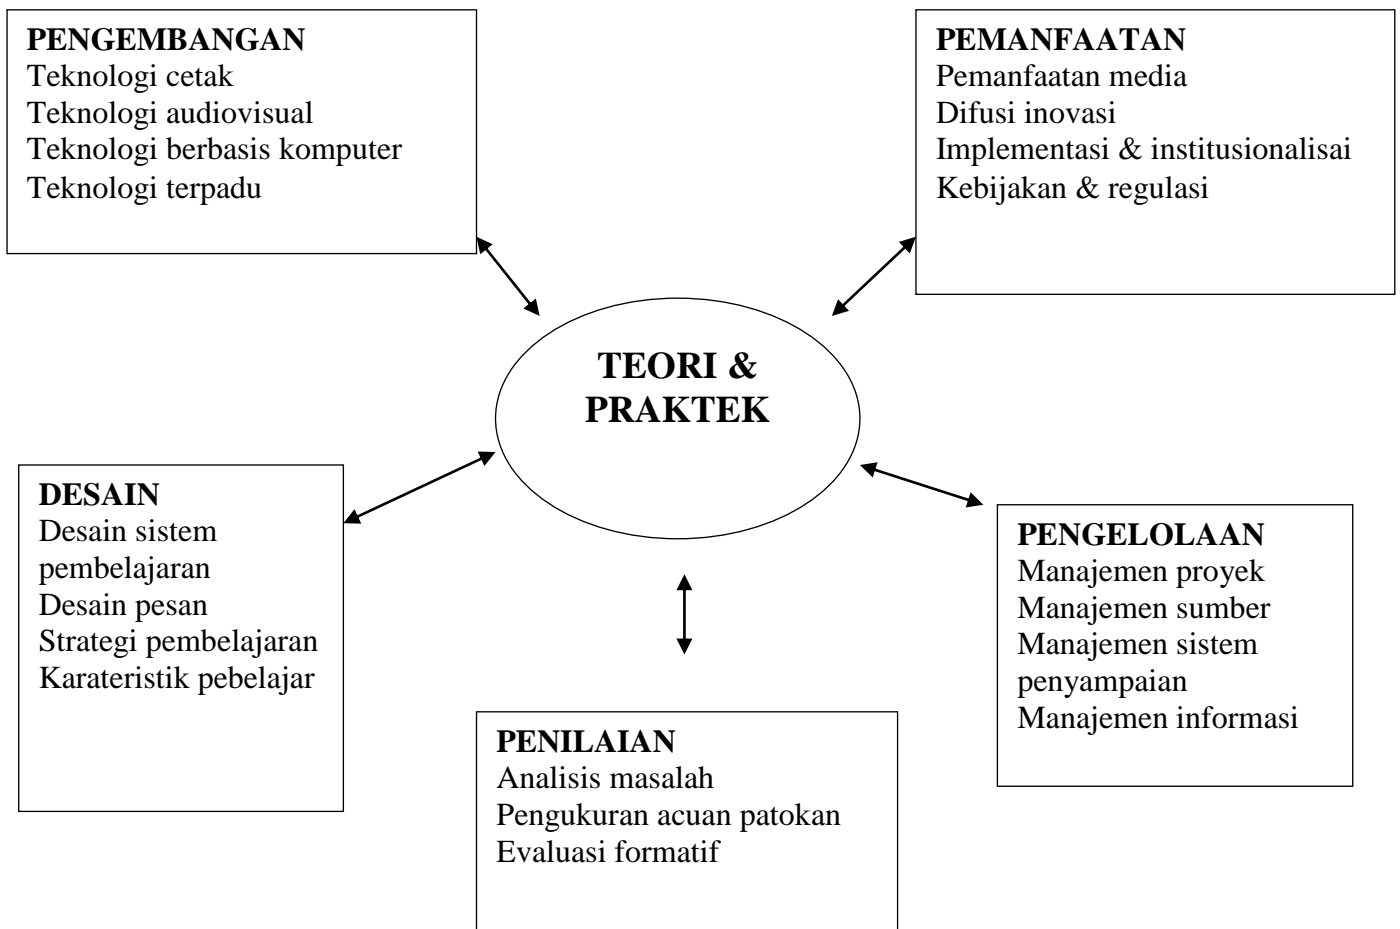 PENGEMBANGAN
Teknologi cetak
Teknologi audiovisual
Teknologi berbasis komputer
Teknologi terpadu
PEMANFAATAN
Pemanfaatan media
Difusi inovasi
Implementasi & institusionalisai
Kebijakan & regulasi
TEORI &
PRAKTEK
DESAIN
Desain sistem
pembelajaran
Desain pesan
Strategi pembelajaran
Karateristik pebelajar
PENGELOLAAN
Manajemen proyek
Manajemen sumber
Manajemen sistem
penyampaian
Manajemen informasi
PENILAIAN
Analisis masalah
Pengukuran acuan patokan
Evaluasi formatif